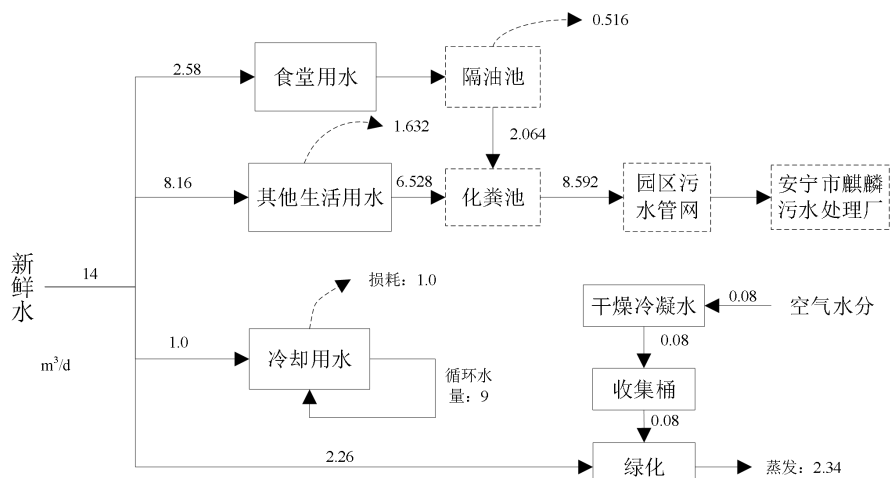 0.516
2.58
食堂用水
隔油池
1.632
2.064
8.16
其他生活用水
6.528
化粪池
8.592
园区污
水管网
安宁市麒麟
污水处理厂
新鲜水
14
m³/d
损耗：1.0
1.0
冷却用水
循环水
量：9
干燥冷凝水
0.08
空气水分
0.08
收集桶
0.08
2.26
绿化
蒸发：2.34